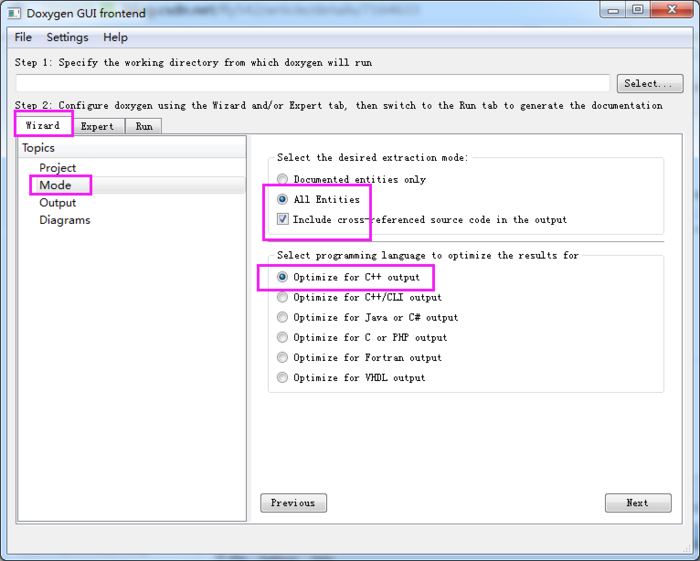 Doxygen GUI frontend
File Settings Help
Step 1: Specify the working directory from which doxygen will run
Select...
Step 2: Configure doxygen using the Wizard and/or Expert tab, then switch to the Run tab to generate the documentation
Wizard Expert Run
Topics
Project
Mode
Output
Diagrams
Select the desired extraction mode:
Documented entities only
All Entities
Include cross-referenced source code in the output
Select programming language to optimize the results for
Optimize for C++ output
Optimize for C++/CLI output
Optimize for Java or C# output
Optimize for C or PHP output
Optimize for Fortran output
Optimize for VHDL output
Previous Next